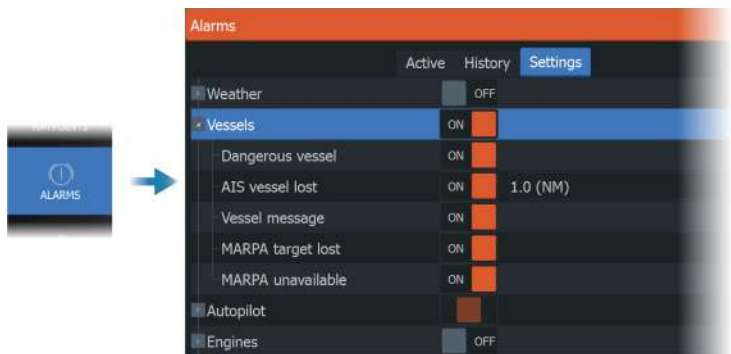 Alarms
Active History Settings
Weather OFF
Vessels ON
Dangerous vessel ON
AIS vessel lost ON 1.0 (NM)
Vessel message ON
MARPA target lost ON
MARPA unavailable ON
Autopilot
Engines OFF
ALARMS